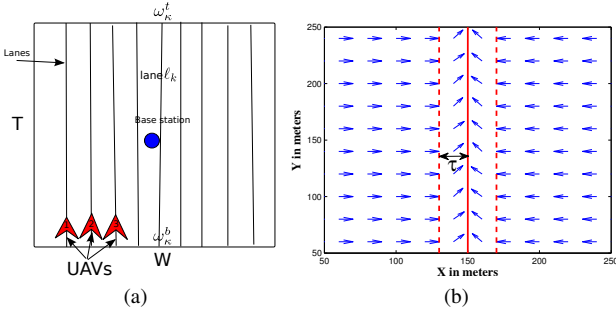 ω_κ^t
Lanes
lane ℓ_k
T
Base station
ω_κ^b
UAVs
W
(a)
250
200
150
100
50
Y in meters
τ
50
100
150
200
250
X in meters
(b)